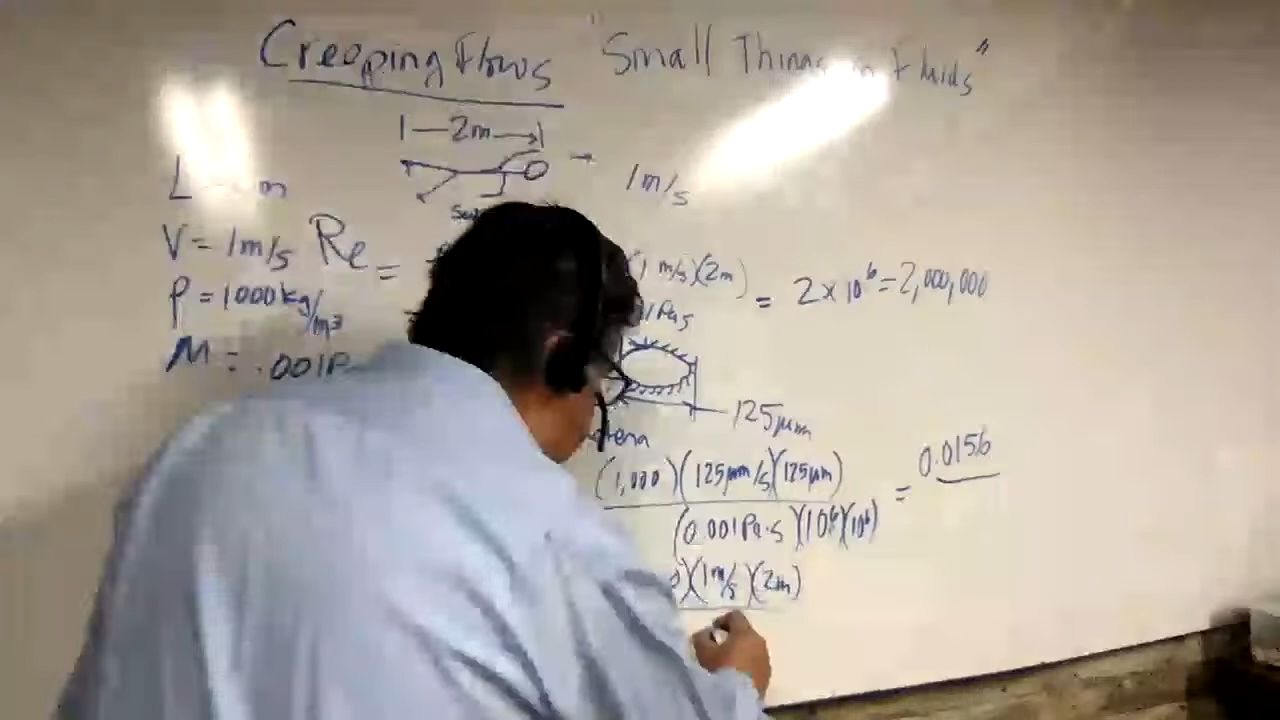 Creeping Flows "Small Things in Fluids"
1—2m→|
1m/s
L m
V = 1m/s Re =
(1 m/s)(2m) = 2×10⁶ = 2,000,000
ρ = 1000kg/m³
M = .001P
125μm
(1,000)(125μm/s)(125μm) = 0.0156
(0.001Pa·s)(10⁶)(10⁶)
)(1m/s)(2m)